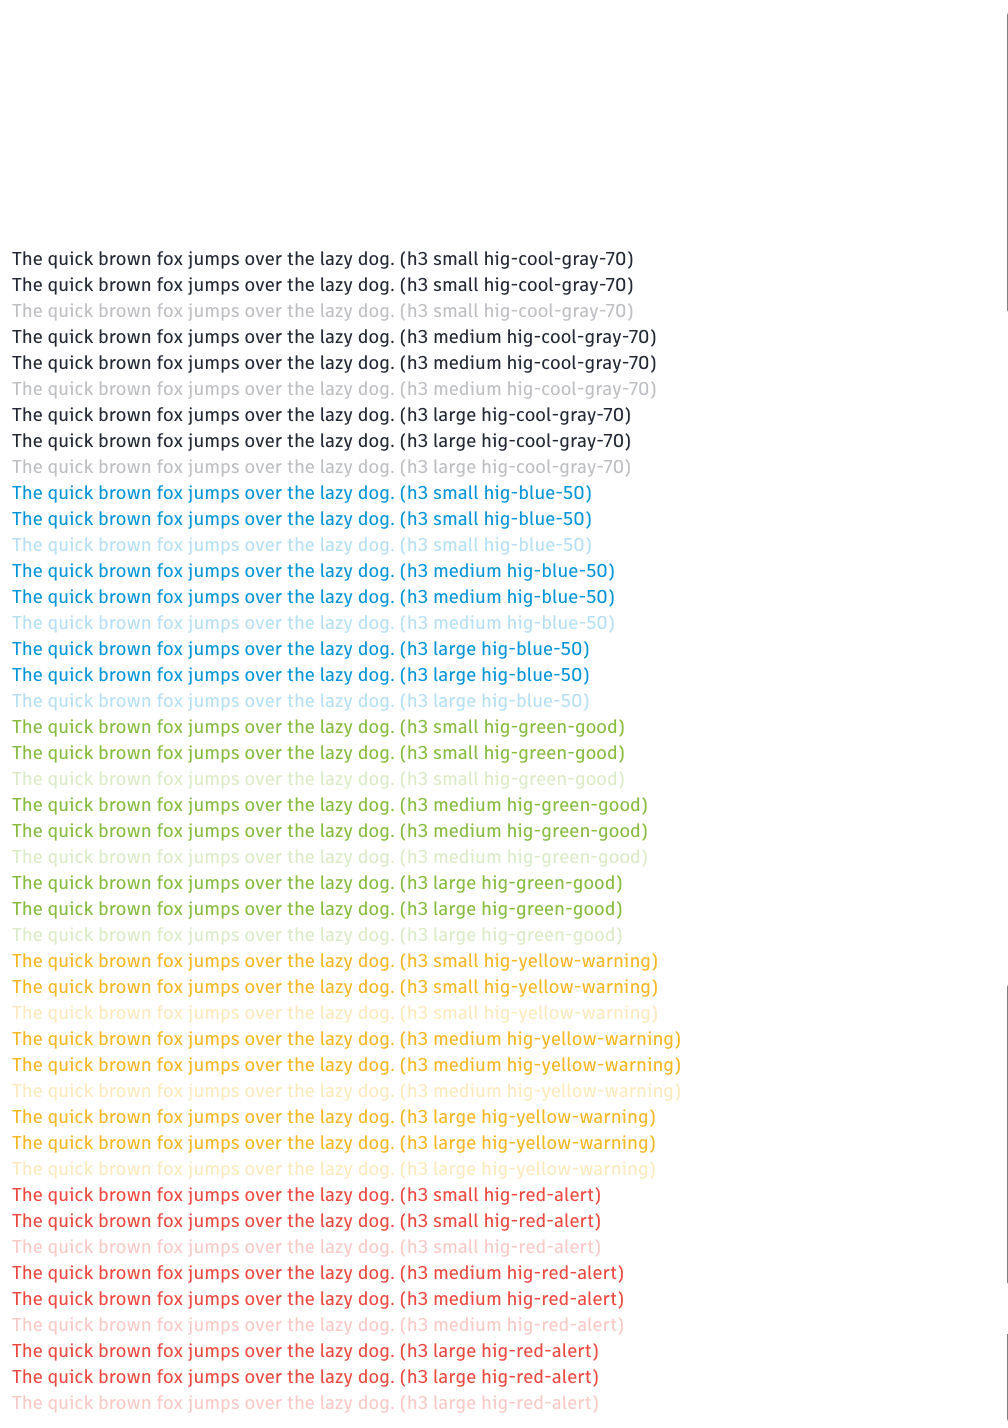 The quick brown fox jumps over the lazy dog. (h3 small hig-cool-gray-70)
The quick brown fox jumps over the lazy dog. (h3 small hig-cool-gray-70)
The quick brown fox jumps over the lazy dog. (h3 small hig-cool-gray-70)
The quick brown fox jumps over the lazy dog. (h3 medium hig-cool-gray-70)
The quick brown fox jumps over the lazy dog. (h3 medium hig-cool-gray-70)
The quick brown fox jumps over the lazy dog. (h3 medium hig-cool-gray-70)
The quick brown fox jumps over the lazy dog. (h3 large hig-cool-gray-70)
The quick brown fox jumps over the lazy dog. (h3 large hig-cool-gray-70)
The quick brown fox jumps over the lazy dog. (h3 large hig-cool-gray-70)
The quick brown fox jumps over the lazy dog. (h3 small hig-blue-50)
The quick brown fox jumps over the lazy dog. (h3 small hig-blue-50)
The quick brown fox jumps over the lazy dog. (h3 small hig-blue-50)
The quick brown fox jumps over the lazy dog. (h3 medium hig-blue-50)
The quick brown fox jumps over the lazy dog. (h3 medium hig-blue-50)
The quick brown fox jumps over the lazy dog. (h3 medium hig-blue-50)
The quick brown fox jumps over the lazy dog. (h3 large hig-blue-50)
The quick brown fox jumps over the lazy dog. (h3 large hig-blue-50)
The quick brown fox jumps over the lazy dog. (h3 large hig-blue-50)
The quick brown fox jumps over the lazy dog. (h3 small hig-green-good)
The quick brown fox jumps over the lazy dog. (h3 small hig-green-good)
The quick brown fox jumps over the lazy dog. (h3 small hig-green-good)
The quick brown fox jumps over the lazy dog. (h3 medium hig-green-good)
The quick brown fox jumps over the lazy dog. (h3 medium hig-green-good)
The quick brown fox jumps over the lazy dog. (h3 medium hig-green-good)
The quick brown fox jumps over the lazy dog. (h3 large hig-green-good)
The quick brown fox jumps over the lazy dog. (h3 large hig-green-good)
The quick brown fox jumps over the lazy dog. (h3 large hig-green-good)
The quick brown fox jumps over the lazy dog. (h3 small hig-yellow-warning)
The quick brown fox jumps over the lazy dog. (h3 small hig-yellow-warning)
The quick brown fox jumps over the lazy dog. (h3 small hig-yellow-warning)
The quick brown fox jumps over the lazy dog. (h3 medium hig-yellow-warning)
The quick brown fox jumps over the lazy dog. (h3 medium hig-yellow-warning)
The quick brown fox jumps over the lazy dog. (h3 medium hig-yellow-warning)
The quick brown fox jumps over the lazy dog. (h3 large hig-yellow-warning)
The quick brown fox jumps over the lazy dog. (h3 large hig-yellow-warning)
The quick brown fox jumps over the lazy dog. (h3 large hig-yellow-warning)
The quick brown fox jumps over the lazy dog. (h3 small hig-red-alert)
The quick brown fox jumps over the lazy dog. (h3 small hig-red-alert)
The quick brown fox jumps over the lazy dog. (h3 small hig-red-alert)
The quick brown fox jumps over the lazy dog. (h3 medium hig-red-alert)
The quick brown fox jumps over the lazy dog. (h3 medium hig-red-alert)
The quick brown fox jumps over the lazy dog. (h3 medium hig-red-alert)
The quick brown fox jumps over the lazy dog. (h3 large hig-red-alert)
The quick brown fox jumps over the lazy dog. (h3 large hig-red-alert)
The quick brown fox jumps over the lazy dog. (h3 large hig-red-alert)